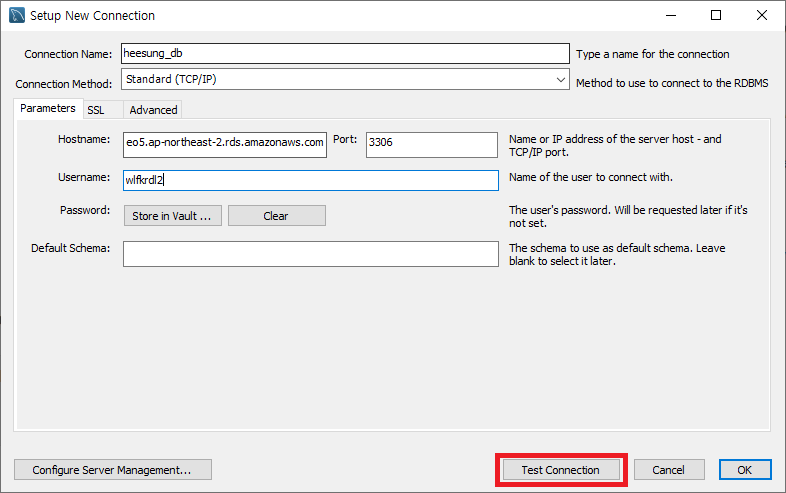 Setup New Connection
Connection Name: heesung_db Type a name for the connection
Connection Method: Standard (TCP/IP) Method to use to connect to the RDBMS
Parameters SSL Advanced
Hostname: eo5.ap-northeast-2.rds.amazonaws.com Port: 3306 Name or IP address of the server host - and
TCP/IP port.
Username: wlfkrdl2 Name of the user to connect with.
Password: Store in Vault ... Clear The user's password. Will be requested later if it's
not set.
Default Schema: The schema to use as default schema. Leave
blank to select it later.
Configure Server Management... Test Connection Cancel OK